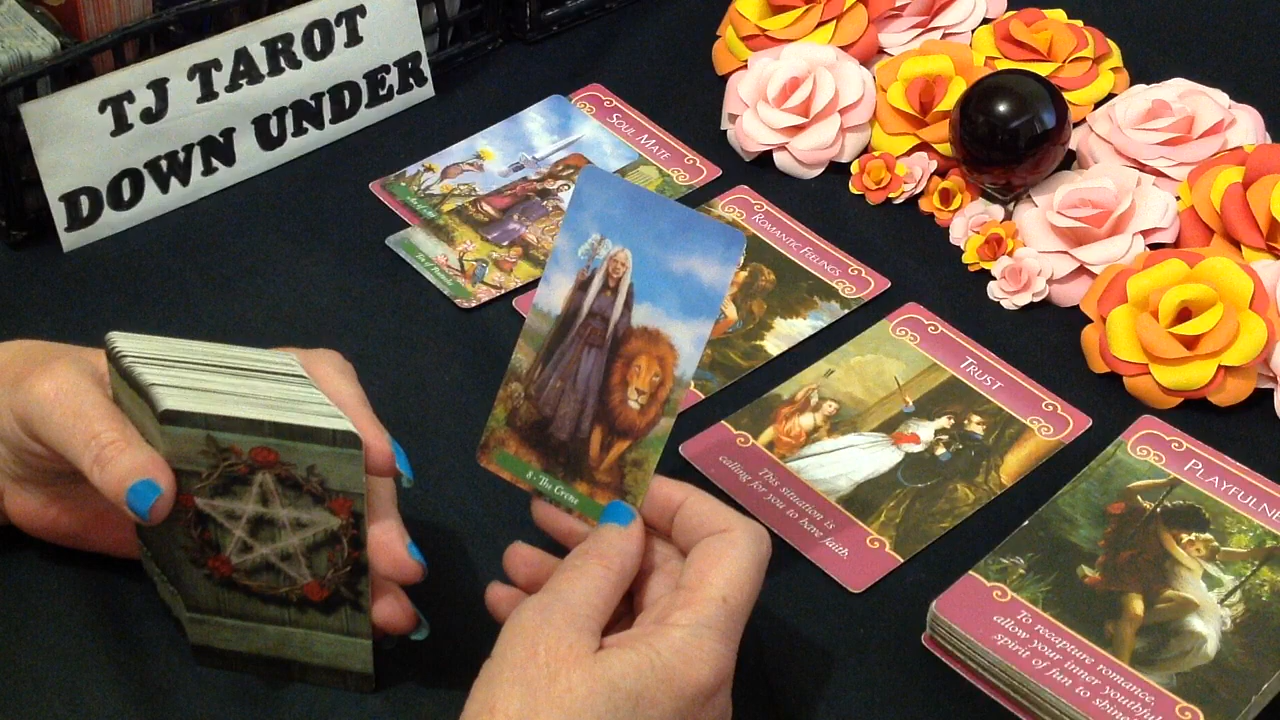 TJ TAROT
DOWN UNDER
SOUL MATE
ROMANTIC FEELINGS
8 - The Crone
TRUST
This situation is
calling for you to have faith.
PLAYFULNE
To recapture romance,
allow your inner youthful
spirit of fun to shine